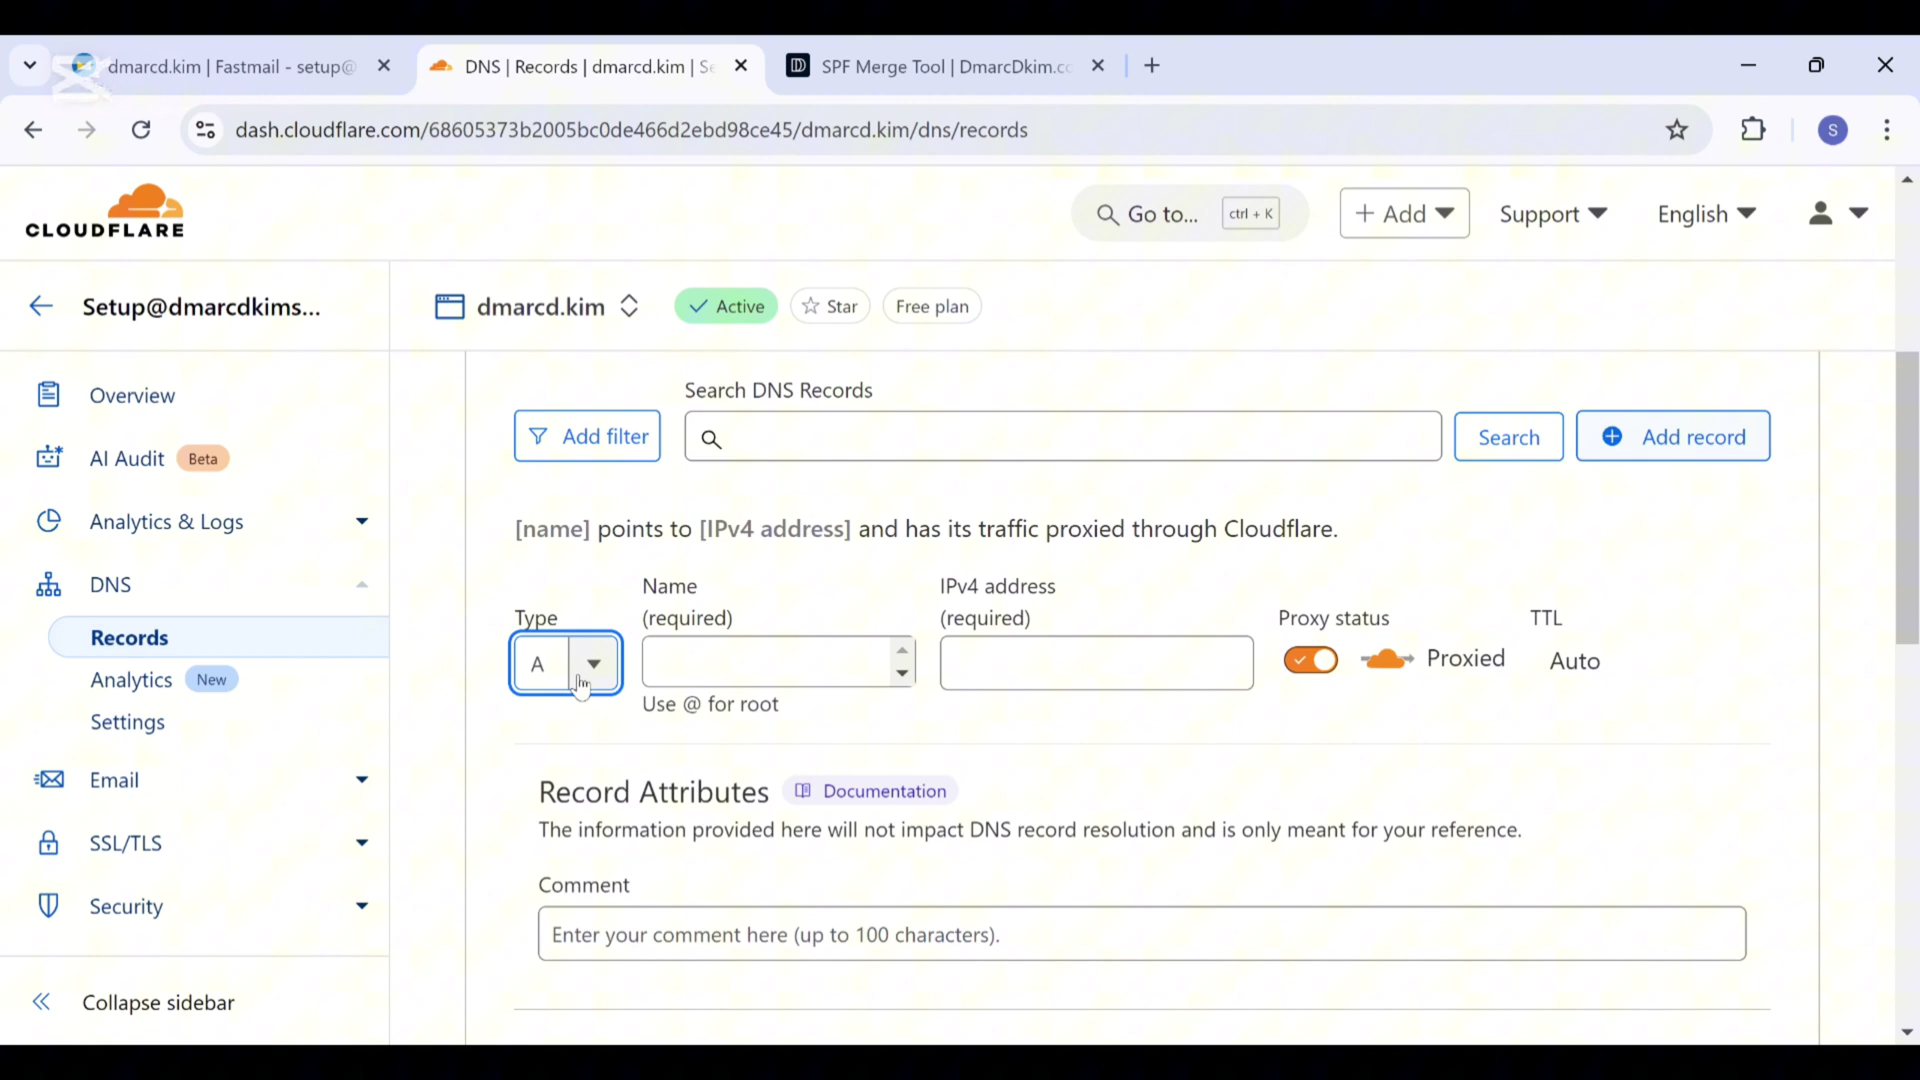 dmarcd.kim | Fastmail - setup@
DNS | Records | dmarcd.kim | Se
SPF Merge Tool | DmarcDkim.co
dash.cloudflare.com/68605373b2005bc0de466d2ebd98ce45/dmarcd.kim/dns/records
S
CLOUDFLARE
Go to...
ctrl + K
+ Add
Support
English
Setup@dmarcdkims...
dmarcd.kim
Active
Star
Free plan
Overview
AI Audit
Beta
Analytics & Logs
DNS
Records
Analytics
New
Settings
Email
SSL/TLS
Security
Collapse sidebar
Search DNS Records
Add filter
Search
Add record
[name] points to [IPv4 address] and has its traffic proxied through Cloudflare.
Type
Name
(required)
IPv4 address
(required)
Proxy status
TTL
A
Proxied
Auto
Use @ for root
Record Attributes
Documentation
The information provided here will not impact DNS record resolution and is only meant for your reference.
Comment
Enter your comment here (up to 100 characters).